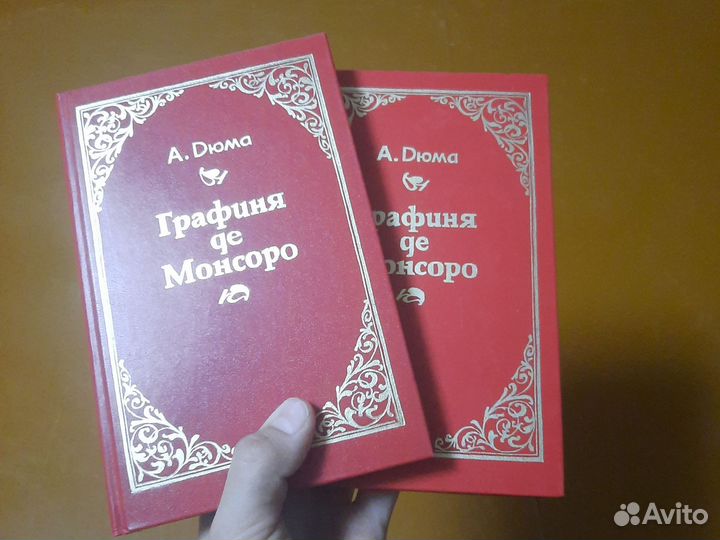 А. Дюма
Графиня
де
Монсоро
А. Дюма
рафиня
де
онсоро
Avito